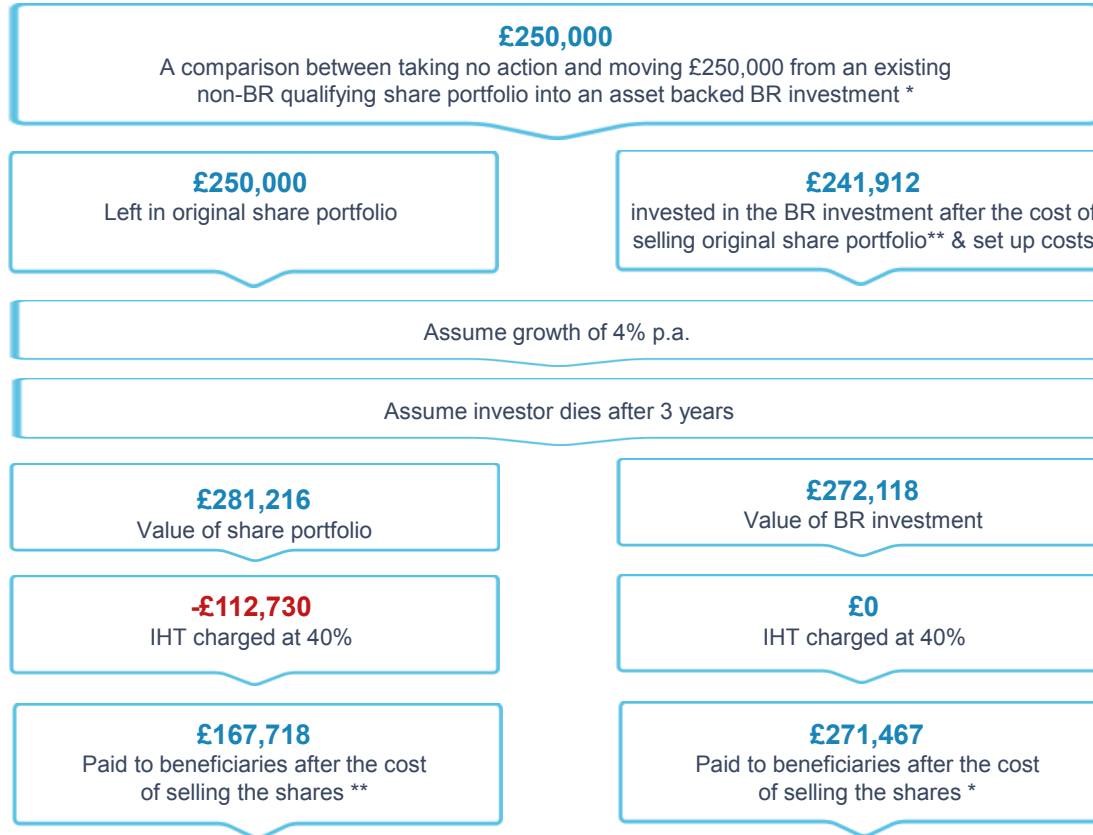 £250,000
A comparison between taking no action and moving £250,000 from an existing
non-BR qualifying share portfolio into an asset backed BR investment *
£250,000
Left in original share portfolio
£241,912
invested in the BR investment after the cost of
selling original share portfolio** & set up costs
Assume growth of 4% p.a.
Assume investor dies after 3 years
£281,216
Value of share portfolio
£272,118
Value of BR investment
-£112,730
IHT charged at 40%
£0
IHT charged at 40%
£167,718
Paid to beneficiaries after the cost
of selling the shares **
£271,467
Paid to beneficiaries after the cost
of selling the shares *